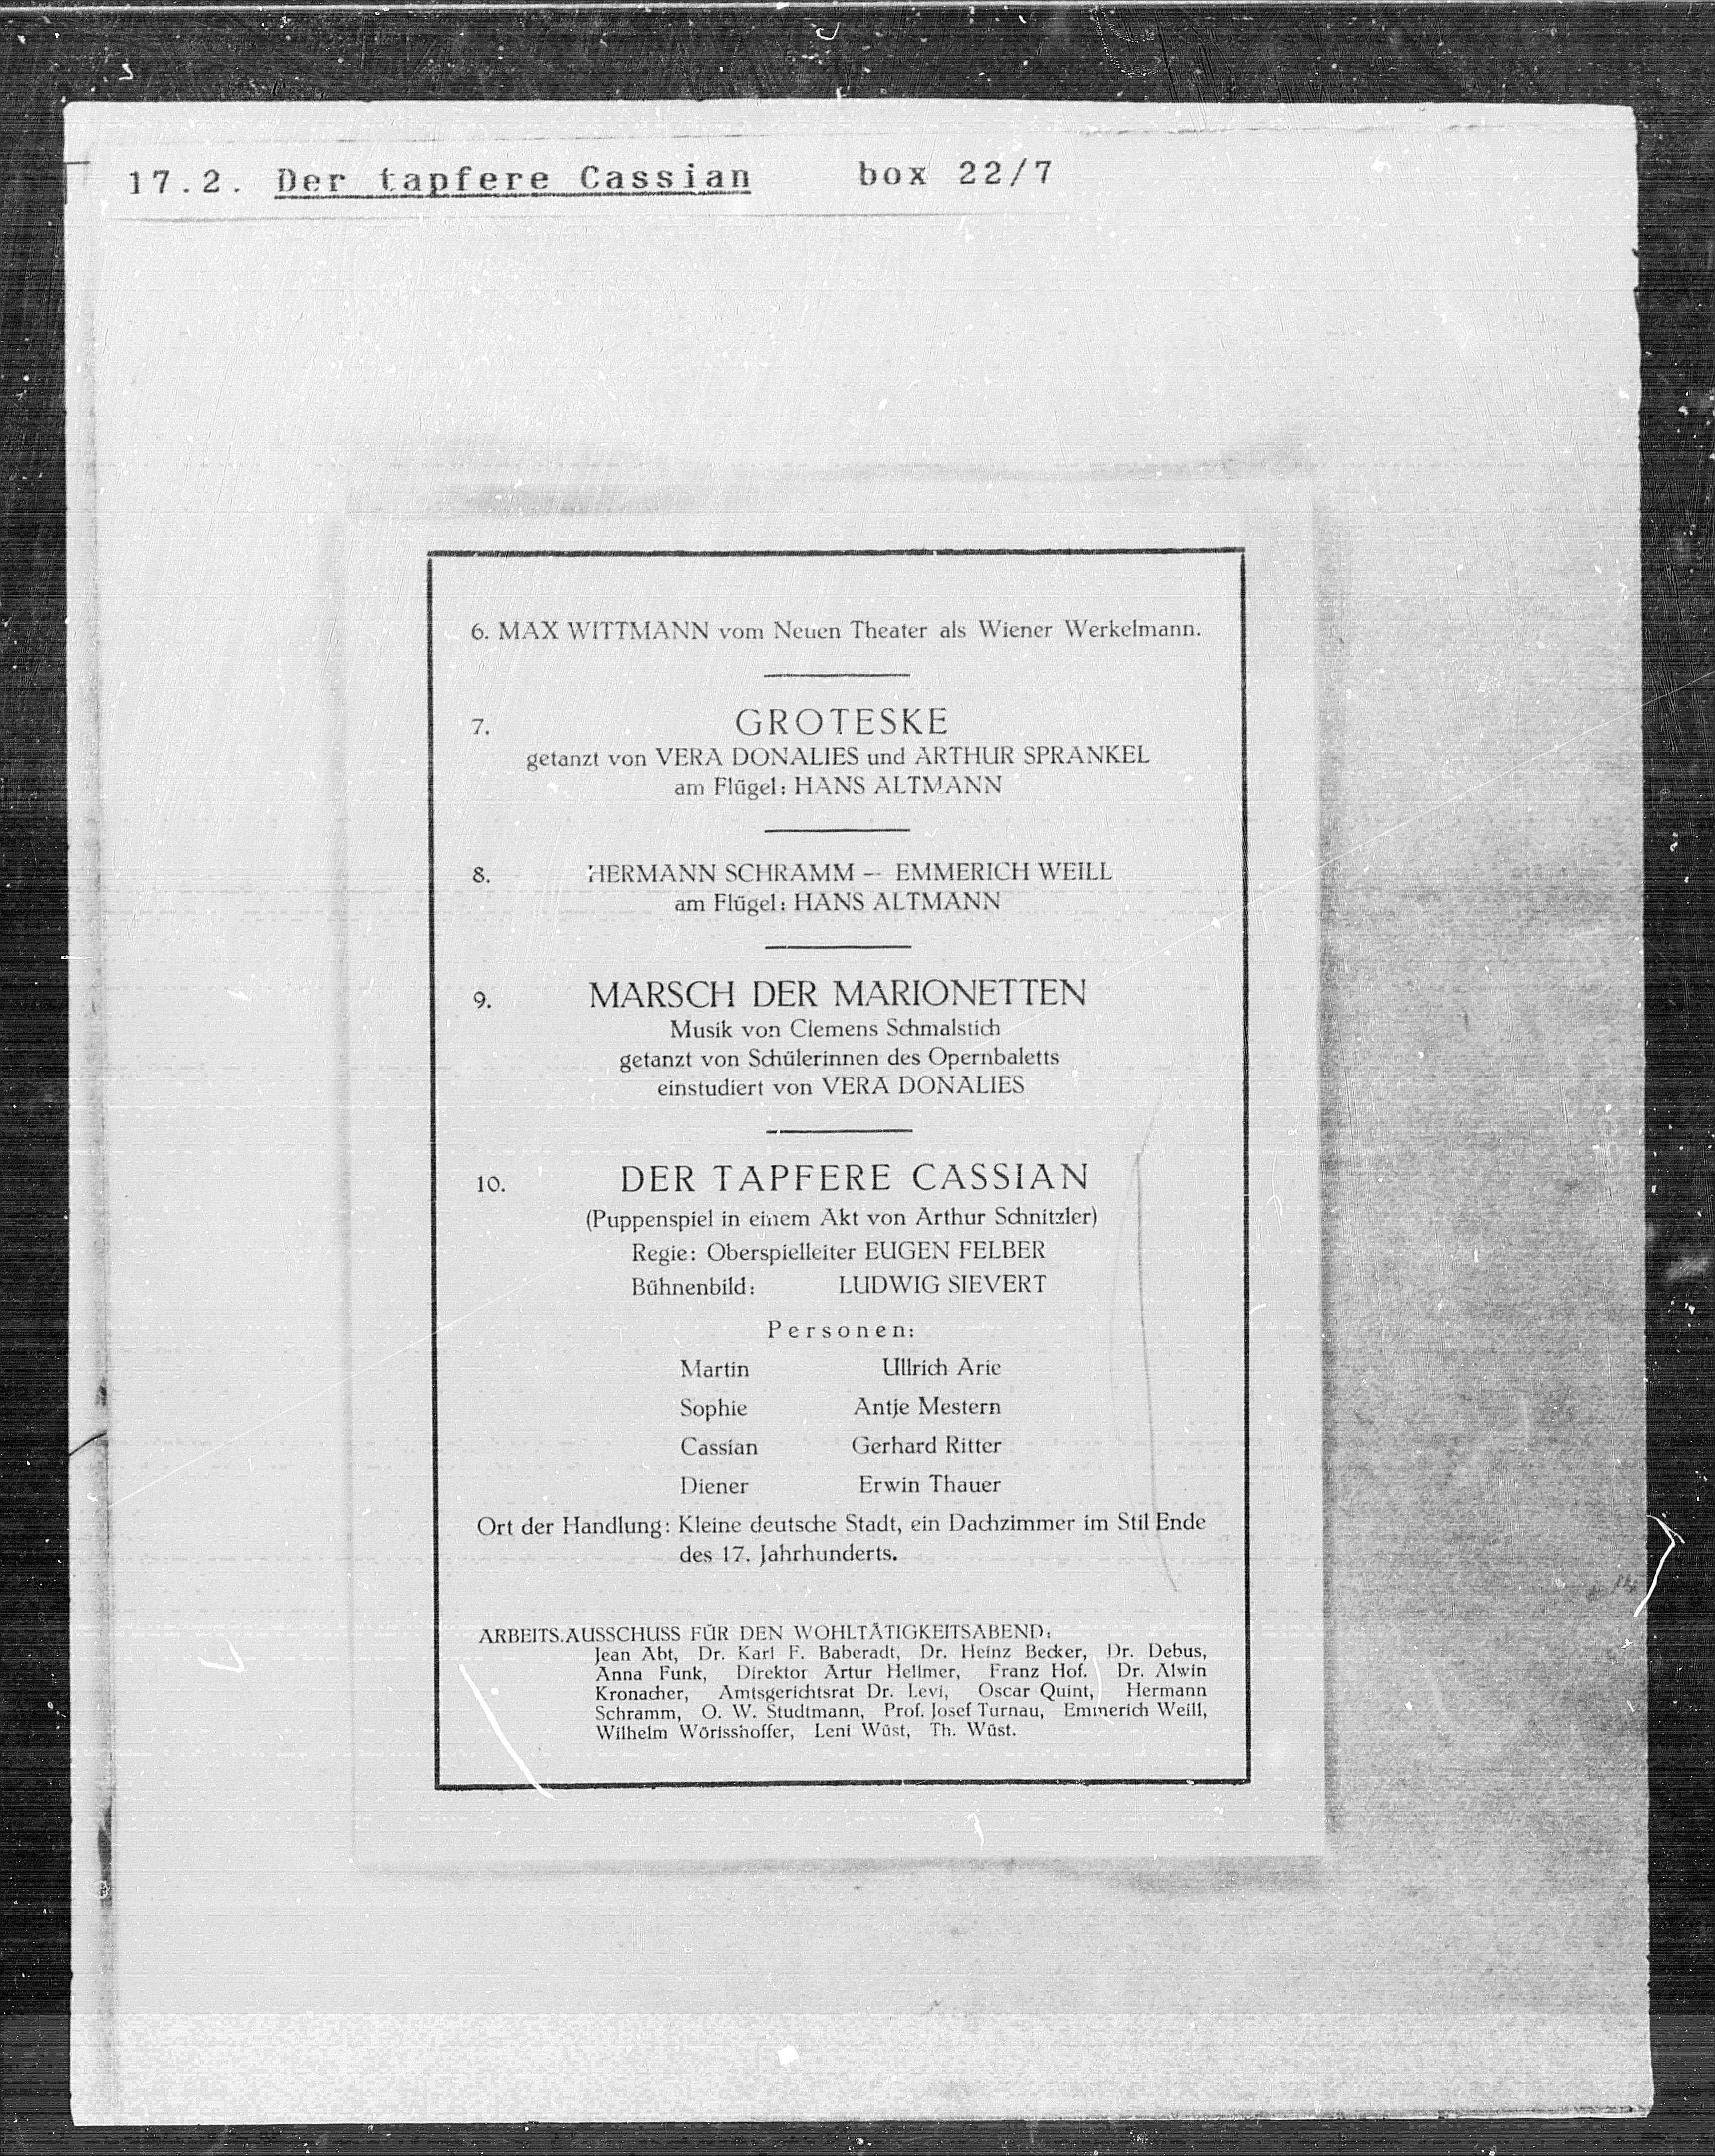 17.2. Der tapfere Cassian box 22/7
6. MAX WITTMANN vom Neuen Theater als Wiener Werkelmann.
7. GROTESKE
getanzt von VERA DONALIES und ARTHUR SPRANKEL
am Flügel: HANS ALTMANN
8. HERMANN SCHRAMM — EMMERICH WEILL
am Flügel: HANS ALTMANN
9. MARSCH DER MARIONETTEN
Musik von Clemens Schmalstich
getanzt von Schülerinnen des Opernbaletts
einstudiert von VERA DONALIES
10. DER TAPFERE CASSIAN
(Puppenspiel in einem Akt von Arthur Schnitzler)
Regie: Oberspielleiter EUGEN FELBER
Bühnenbild: LUDWIG SIEVERT
Personen:
Martin Ullrich Arie
Sophie Antje Mestern
Cassian Gerhard Ritter
Diener Erwin Thauer
Ort der Handlung: Kleine deutsche Stadt, ein Dachzimmer im Stil Ende
des 17. Jahrhunderts.
ARBEITS.AUSSCHUSS FÜR DEN WOHLTÄTIGKEITSABEND:
Jean Abt, Dr. Karl F. Baberadt, Dr. Heinz Becker, Dr. Debus,
Anna Funk, Direktor Artur Hellmer, Franz Hof. Dr. Alwin
Kronacher, Amtsgerichtsrat Dr. Levi, Oscar Quint, Hermann
Schramm, O. W. Studtmann, Prof. Josef Turnau, Emmerich Weill,
Wilhelm Wörisshoffer, Leni Wüst, Th. Wüst.